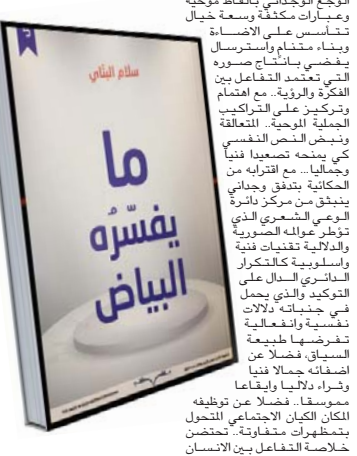 الوجع الوجداني بألفاظ موحية
وعبارات مكثفة وسعة خيال
تتأسس على الاضاءة
وبناء متنام واسترسال
يفضي بانتاج صوره
التي تعتمد التفاعل بين
الفكرة والرؤية.. مع اهتمام
وتركيز على التراكيب
الجملية الموحية.. المتعالقة
ونبض النص النفسي
كي يمنحه تصعيدا فنيا
وجماليا... مع اقترابه من
الحكائية بتدفق وجداني
ينبثق من مركز دائرة
الوعي الشعري الذي
تؤطر عوالمه الصورية
والدلالية تقنيات فنية
واسلوبية كالتكرار
الدائري الدال على
التوكيد والذي يحمل
في جنباته دلالات
نفسية وانفعالية
تفرضها طبيعة
السياق، فضلا عن
اضفائه جمالا فنيا
وثراء دلاليا وايقاعا
مموسقا.. فضلا عن توظيفه
المكان الكيان الاجتماعي المتحول
بتمظهرات متفاوتة.. تحتضن
خلاصة التفاعل بين الانسان
سلام البناي
ما
يفسّرهُ
البياض